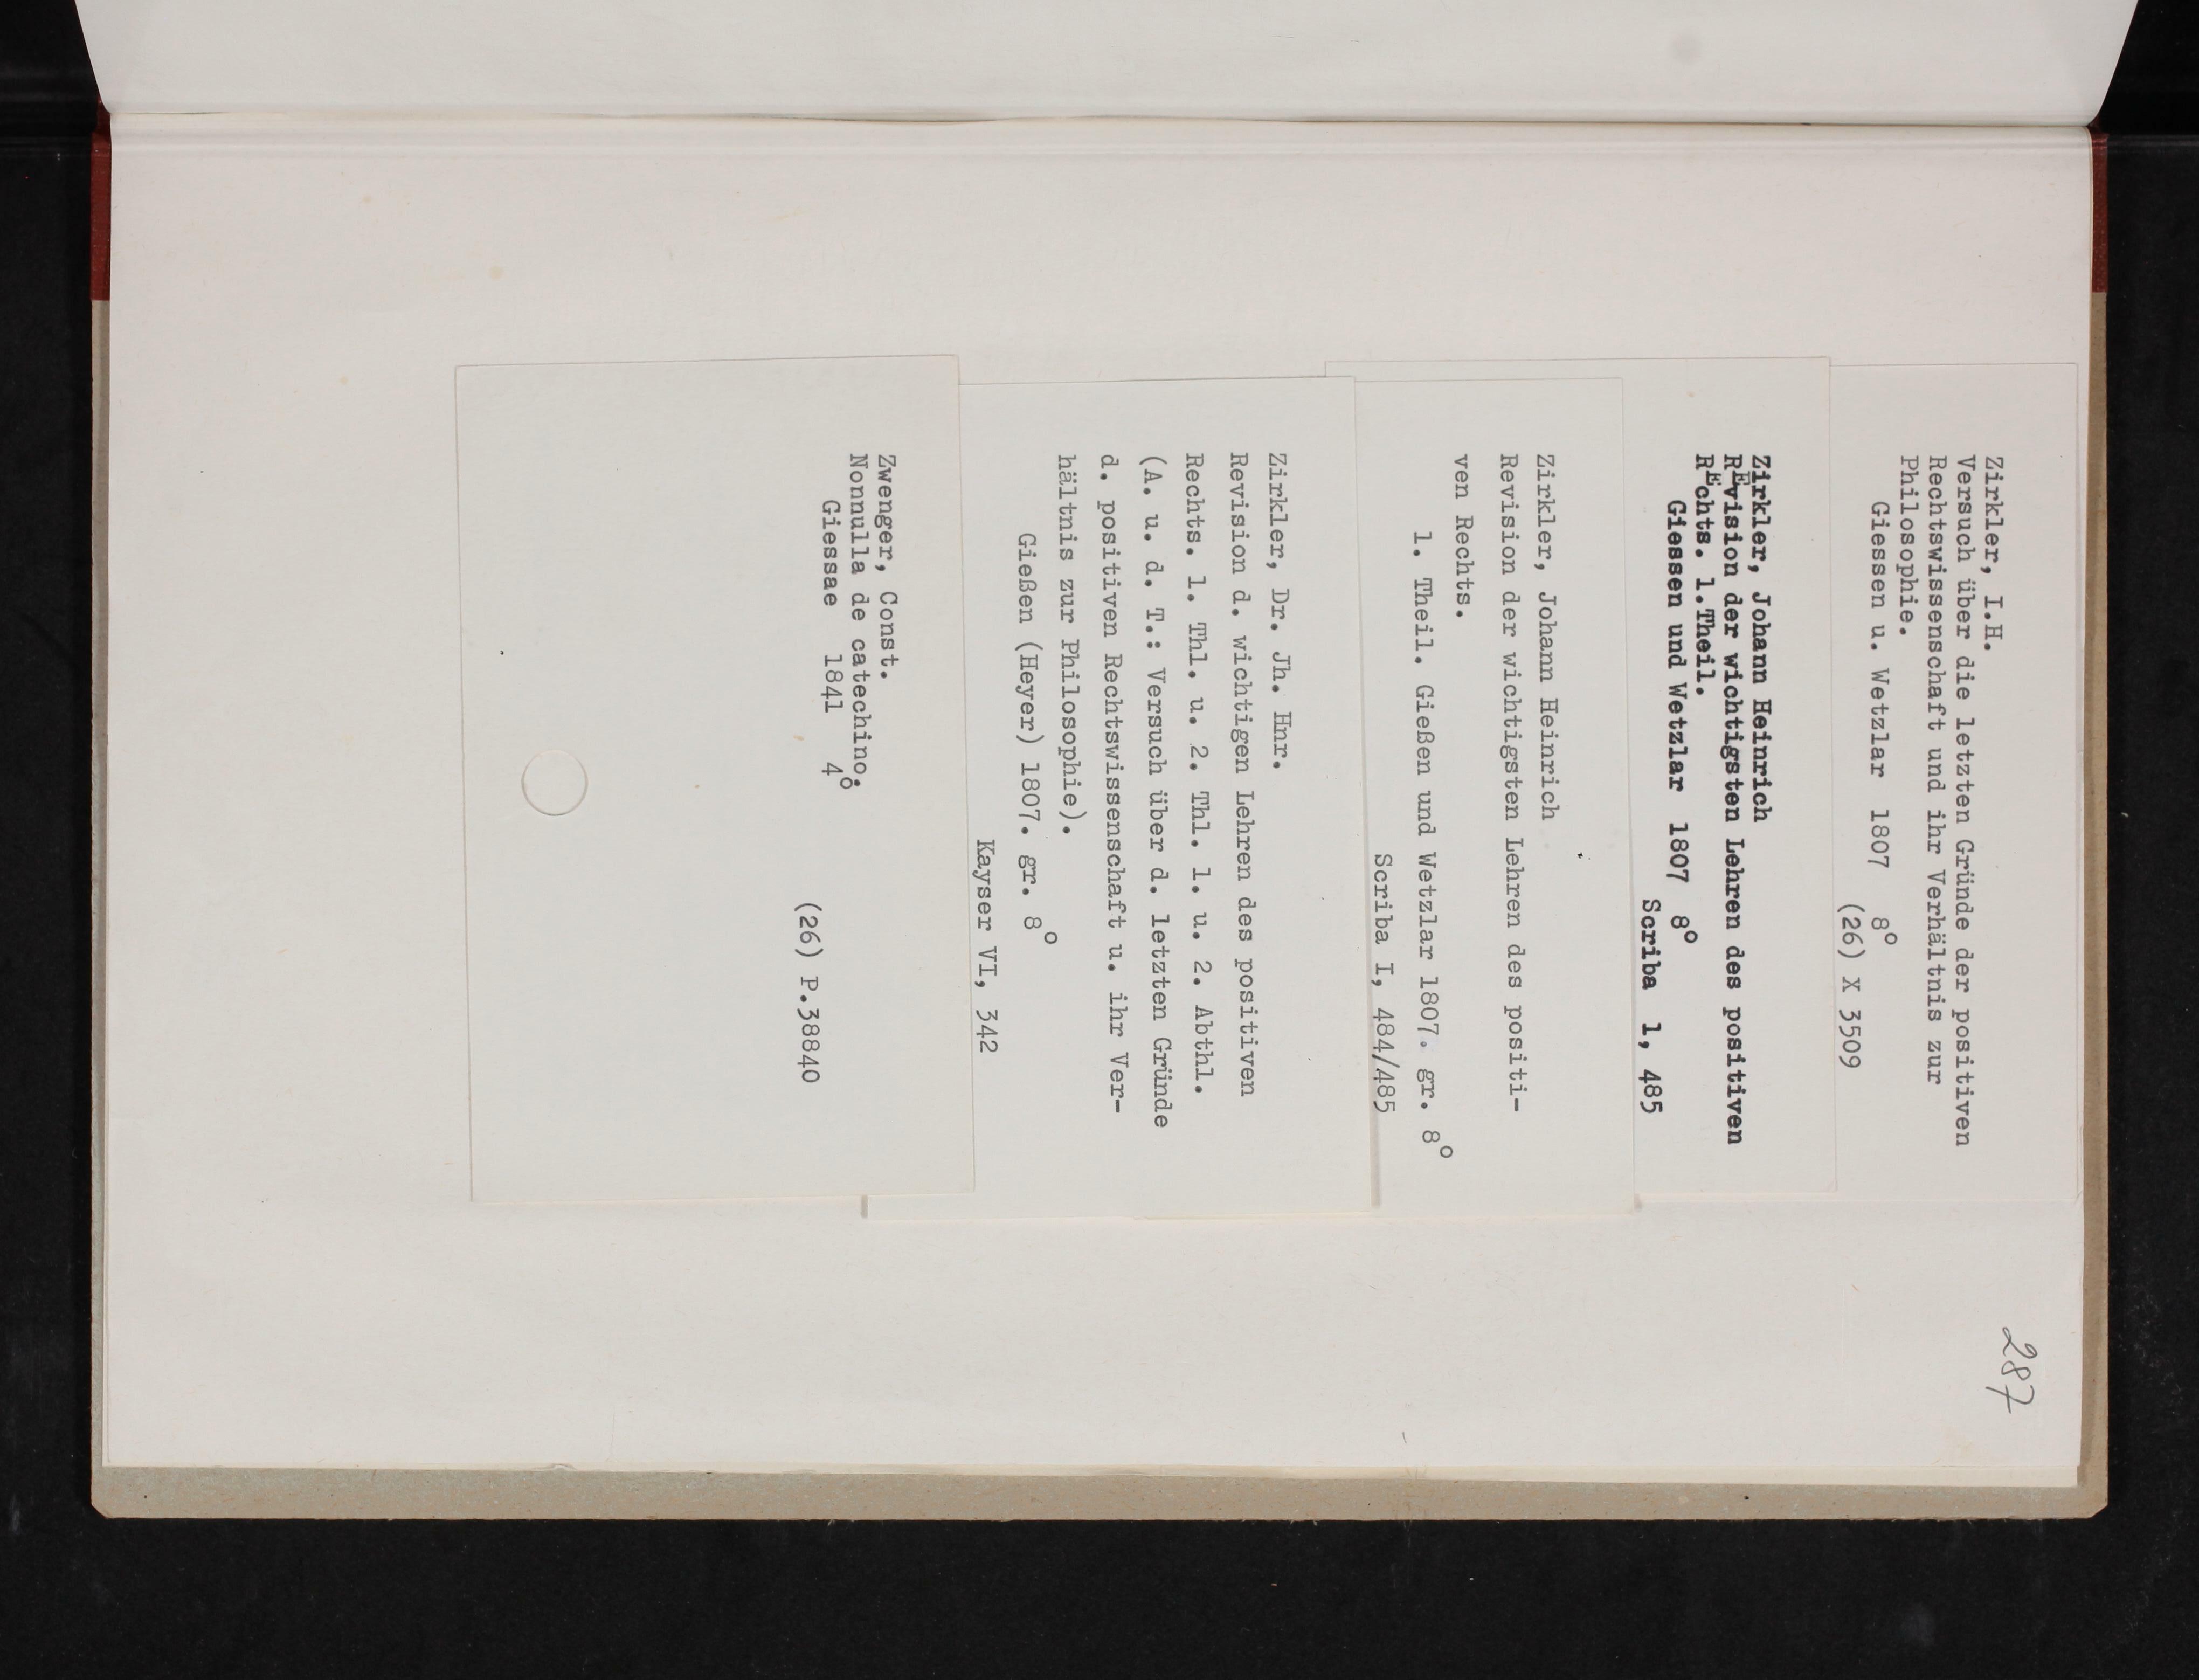 287
Zirkler, I.H.
Versuch über die letzten Gründe der positiven
Rechtswissenschaft und ihr Verhältnis zur
Philosophie.
Giessen u. Wetzlar 1807 8°
(26) X 3509
Zirkler, Johann Heinrich
REvision der wichtigsten Lehren des positiven
REchts. 1.Theil.
Giessen und Wetzlar 1807 8°
Scriba 1, 485
Zirkler, Johann Heinrich
Revision der wichtigsten Lehren des positi-
ven Rechts.
1. Theil. Gießen und Wetzlar 1807. gr. 8°
Scriba I, 484/485
Zirkler, Dr. Jh. Hnr.
Revision d. wichtigen Lehren des positiven
Rechts. 1. Thl. u. 2. Thl. 1. u. 2. Abthl.
(A. u. d. T.: Versuch über d. letzten Gründe
d. positiven Rechtswissenschaft u. ihr Ver-
hältnis zur Philosophie).
Gießen (Heyer) 1807. gr. 8°
Kayser VI, 342
Zwenger, Const.
Nonnulla de catechino.
Giessae 1841 4°
(26) P.38840